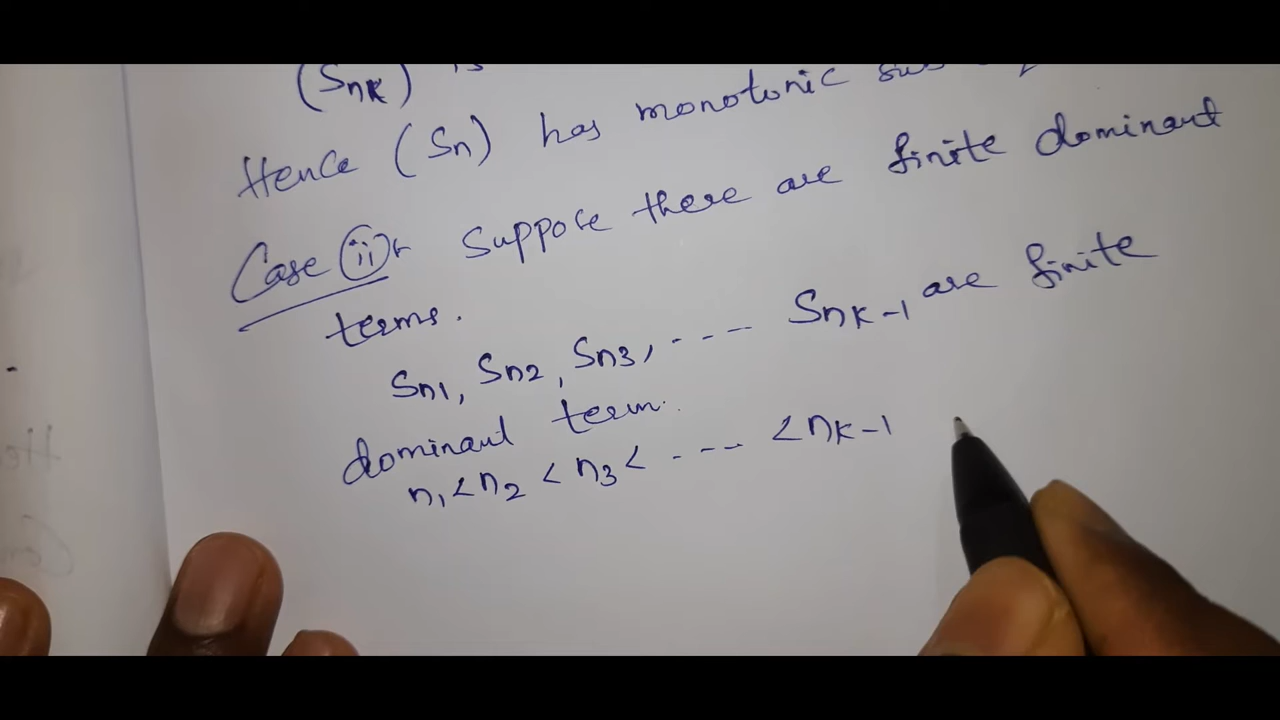 (Snk) is
Hence (Sn) has monotonic
Case (ii):- Suppose there are finite dominant
terms.
Sn1, Sn2, Sn3, ---- Snk-1 are finite
dominant term.
n1 < n2 < n3 < ---- < nk-1